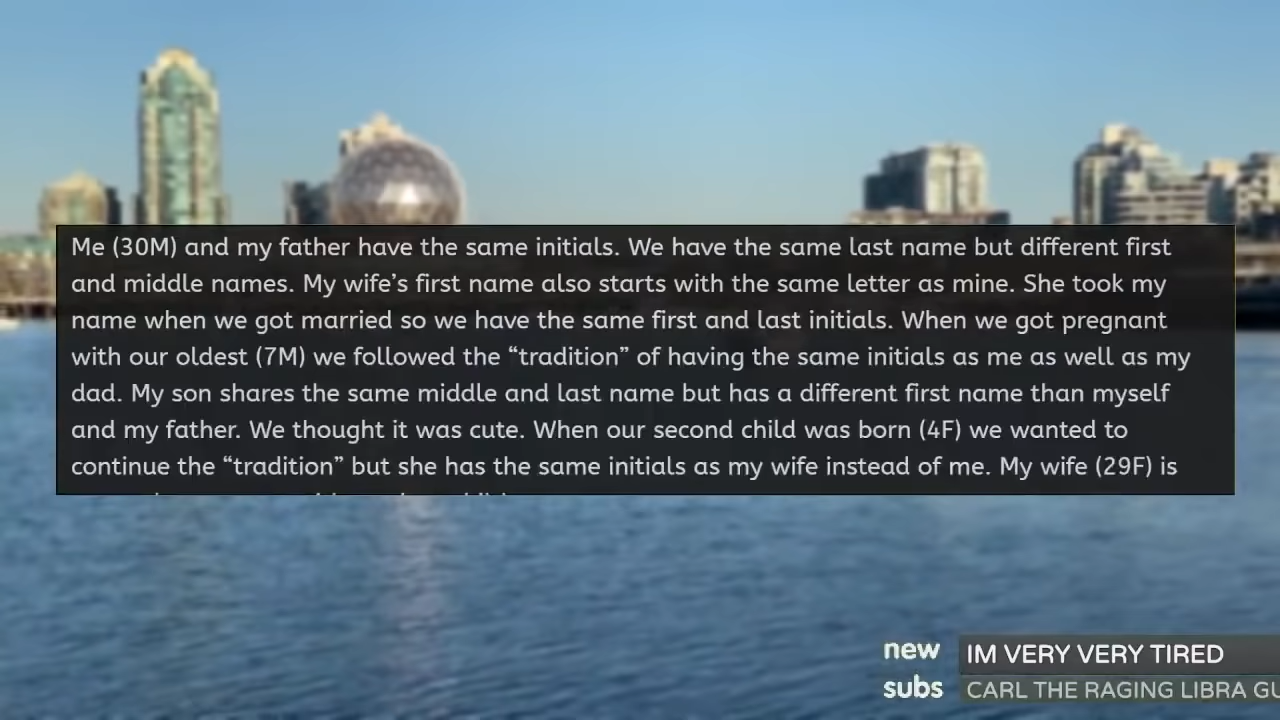 Me (30M) and my father have the same initials. We have the same last name but different first
and middle names. My wife’s first name also starts with the same letter as mine. She took my
name when we got married so we have the same first and last initials. When we got pregnant
with our oldest (7M) we followed the “tradition” of having the same initials as me as well as my
dad. My son shares the same middle and last name but has a different first name than myself
and my father. We thought it was cute. When our second child was born (4F) we wanted to
continue the “tradition” but she has the same initials as my wife instead of me. My wife (29F) is
new
subs
IM VERY VERY TIRED
CARL THE RAGING LIBRA